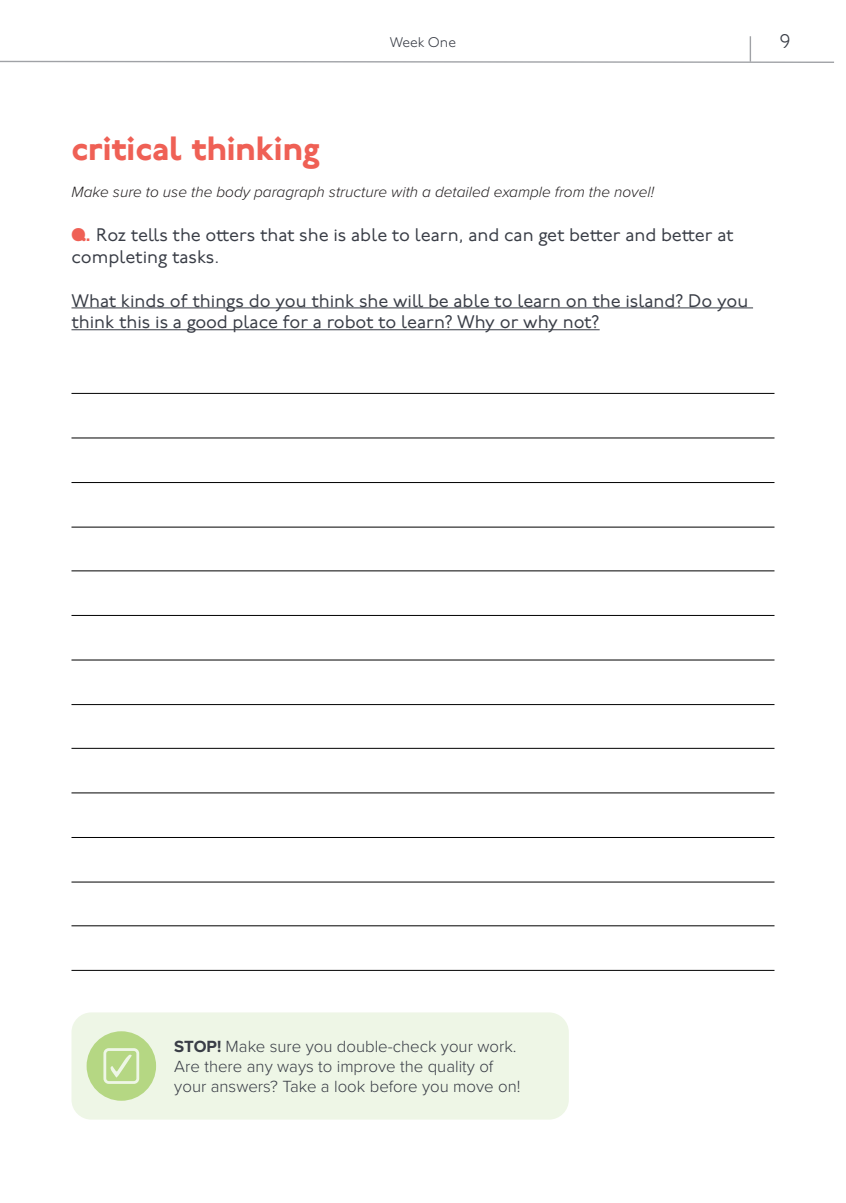 Week One
9
critical thinking
Make sure to use the body paragraph structure with a detailed example from the novel!
Q. Roz tells the otters that she is able to learn, and can get better and better at
completing tasks.
What kinds of things do you think she will be able to learn on the island? Do you
think this is a good place for a robot to learn? Why or why not?
STOP! Make sure you double-check your work.
Are there any ways to improve the quality of
your answers? Take a look before you move on!